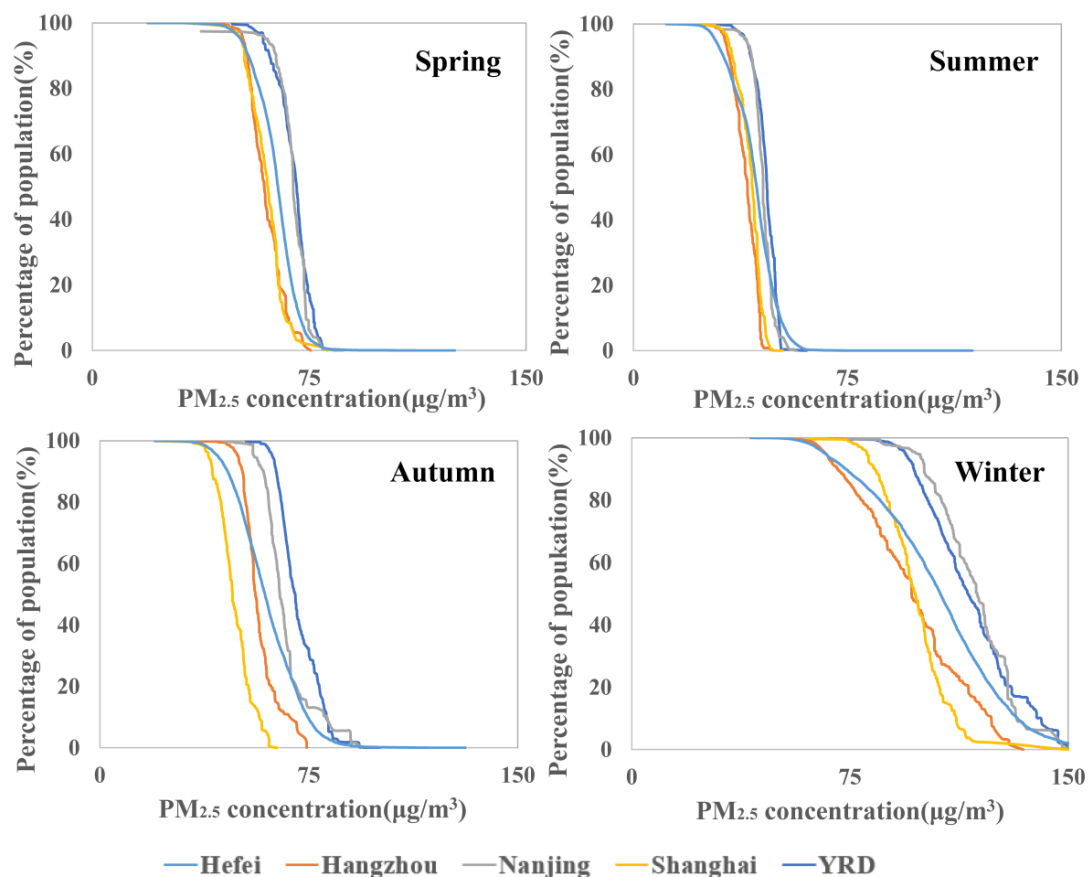 Spring
Percentage of population(%)
100
80
60
40
20
0
0 75 150
PM2.5 concentration(μg/m³)
Summer
Percentage of population(%)
100
80
60
40
20
0
0 75 150
PM2.5 concentration(μg/m³)
Autumn
Percentage of population(%)
100
80
60
40
20
0
0 75 150
PM2.5 concentration(μg/m³)
Winter
Percentage of popukation(%)
100
80
60
40
20
0
0 75 150
PM2.5 concentration(μg/m³)
Hefei Hangzhou Nanjing Shanghai YRD